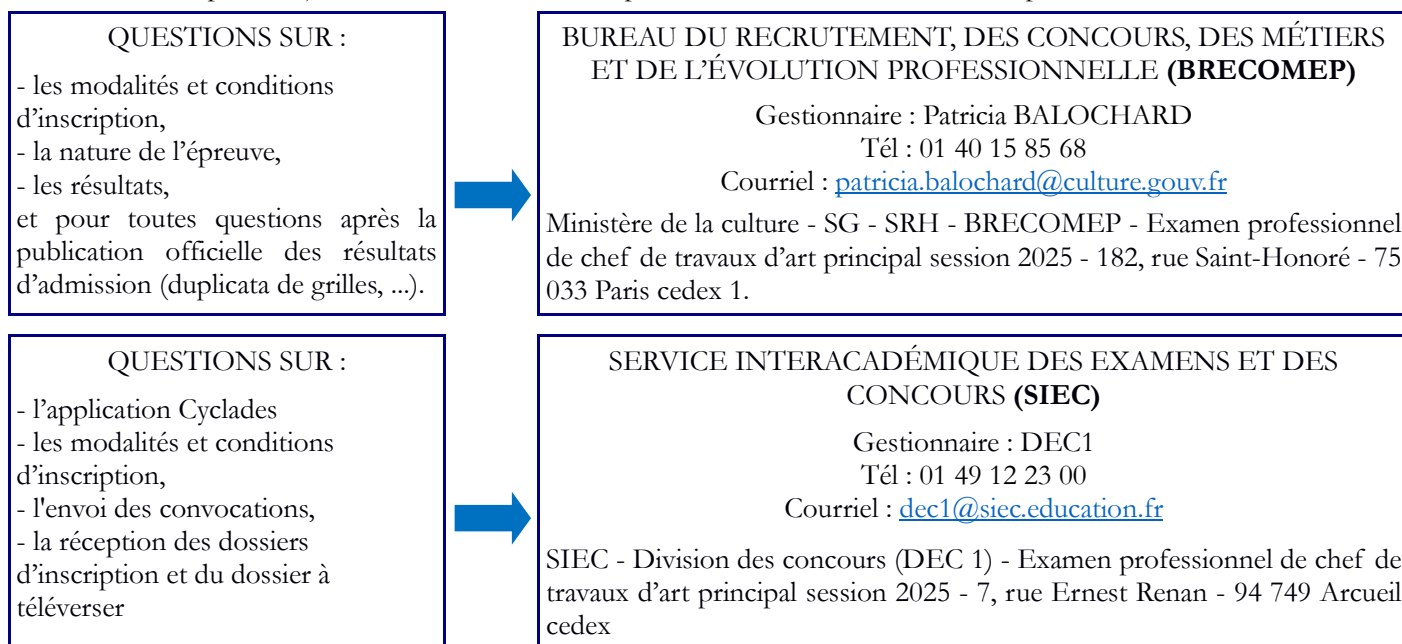 QUESTIONS SUR :
- les modalités et conditions
d’inscription,
- la nature de l’épreuve,
- les résultats,
et pour toutes questions après la
publication officielle des résultats
d’admission (duplicata de grilles, ...).
BUREAU DU RECRUTEMENT, DES CONCOURS, DES MÉTIERS
ET DE L’ÉVOLUTION PROFESSIONNELLE (BRECOMEP)
Gestionnaire : Patricia BALOCHARD
Tél : 01 40 15 85 68
Courriel : patricia.balochard@culture.gouv.fr
Ministère de la culture - SG - SRH - BRECOMEP - Examen professionnel
de chef de travaux d’art principal session 2025 - 182, rue Saint-Honoré - 75
033 Paris cedex 1.
QUESTIONS SUR :
- l’application Cyclades
- les modalités et conditions
d’inscription,
- l'envoi des convocations,
- la réception des dossiers
d’inscription et du dossier à
téléverser
SERVICE INTERACADÉMIQUE DES EXAMENS ET DES
CONCOURS (SIEC)
Gestionnaire : DEC1
Tél : 01 49 12 23 00
Courriel : dec1@siec.education.fr
SIEC - Division des concours (DEC 1) - Examen professionnel de chef de
travaux d’art principal session 2025 - 7, rue Ernest Renan - 94 749 Arcueil
cedex